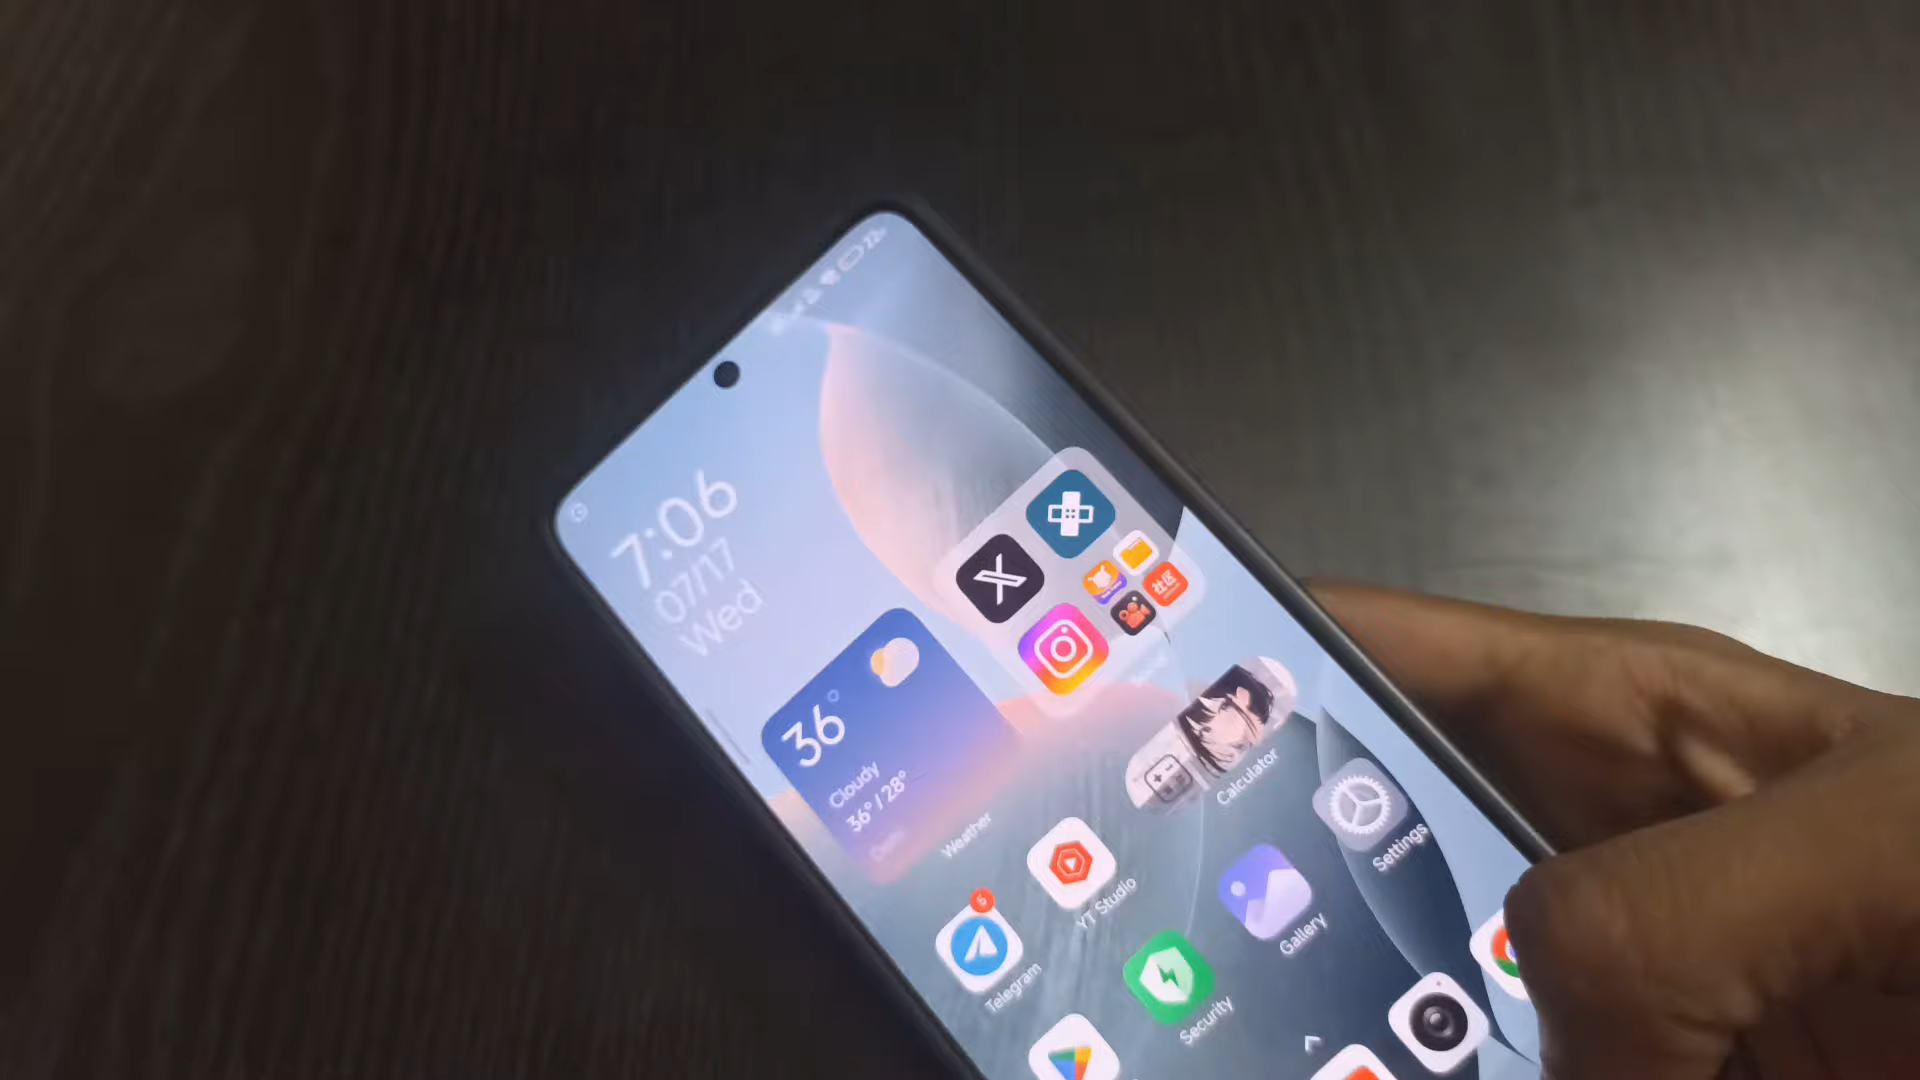 7:06
07/17
Wed
社区
36°
Cloudy
36° / 28°
Weather
Calculator
Settings
YT Studio
Gallery
5
Telegram
Security